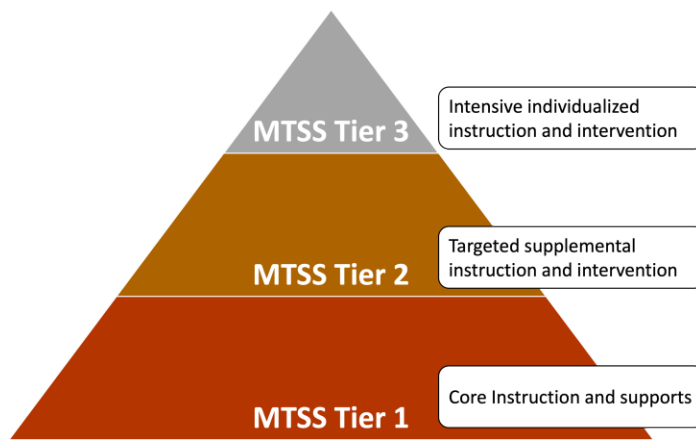 MTSS Tier 3
Intensive individualized
instruction and intervention
MTSS Tier 2
Targeted supplemental
instruction and intervention
MTSS Tier 1
Core Instruction and supports